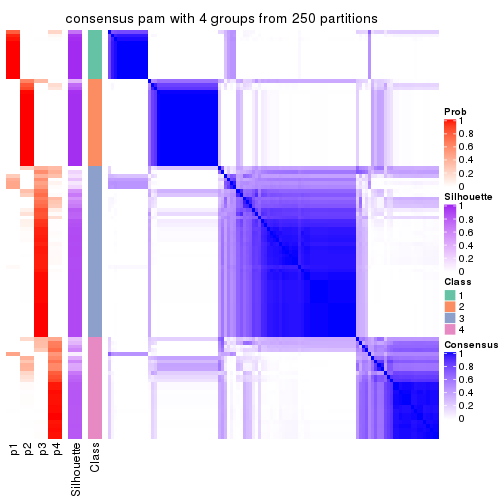 consensus pam with 4 groups from 250 partitions
Prob
1
0.8
0.6
0.4
0.2
0
Silhouette
1
0.8
0.6
0.4
0.2
0
Class
1
2
3
4
Consensus
1
0.8
0.6
0.4
0.2
0
p1
p2
p3
p4
Silhouette
Class